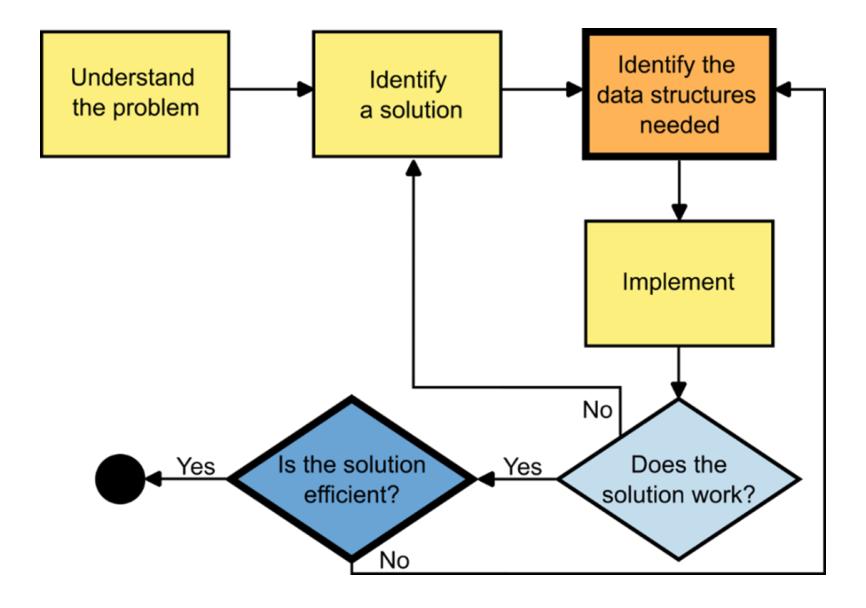 Understand
the problem
Identify
a solution
Identify the
data structures
needed
Implement
No
Does the
solution work?
Yes
Is the solution
efficient?
Yes
No